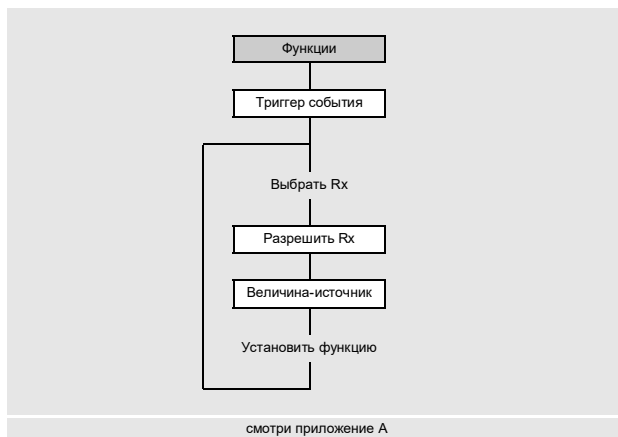 Функции
Триггер события
Выбрать Rx
Разрешить Rx
Величина-источник
Установить функцию
смотри приложение А